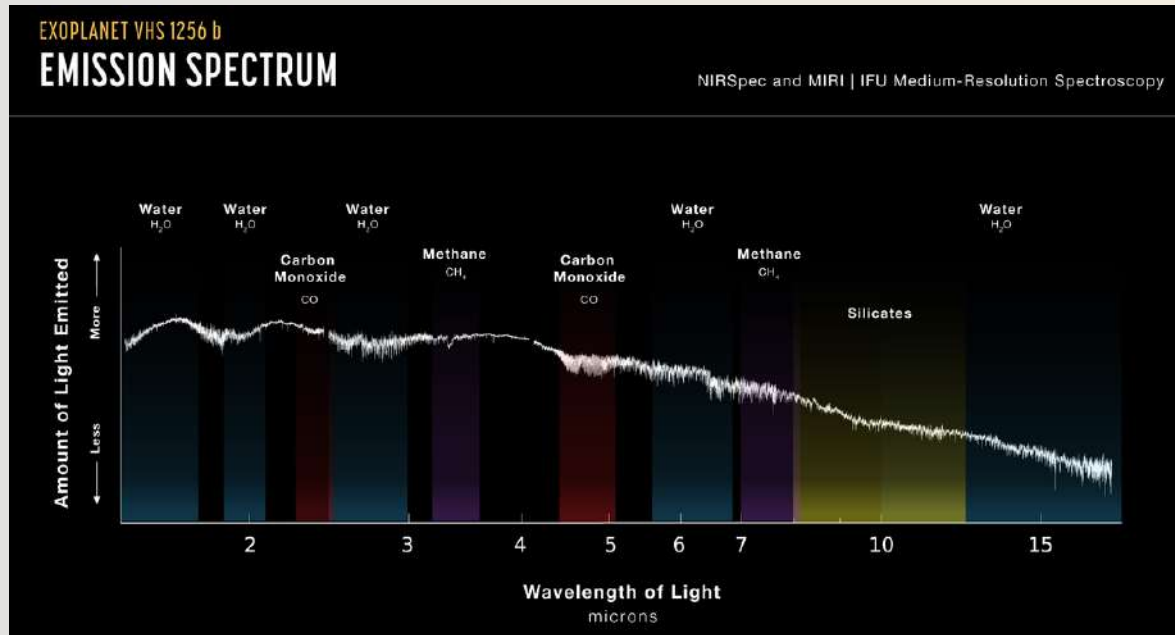 EXOPLANET VHS 1256 b
EMISSION SPECTRUM
NIRSpec and MIRI | IFU Medium-Resolution Spectroscopy
Water
H₂O
Water
H₂O
Water
H₂O
Water
H₂O
Water
H₂O
Carbon
Monoxide
CO
Methane
CH₄
Carbon
Monoxide
CO
Methane
CH₄
Silicates
Amount of Light Emitted
More
Less
2 3 4 5 6 7 10 15
Wavelength of Light
microns